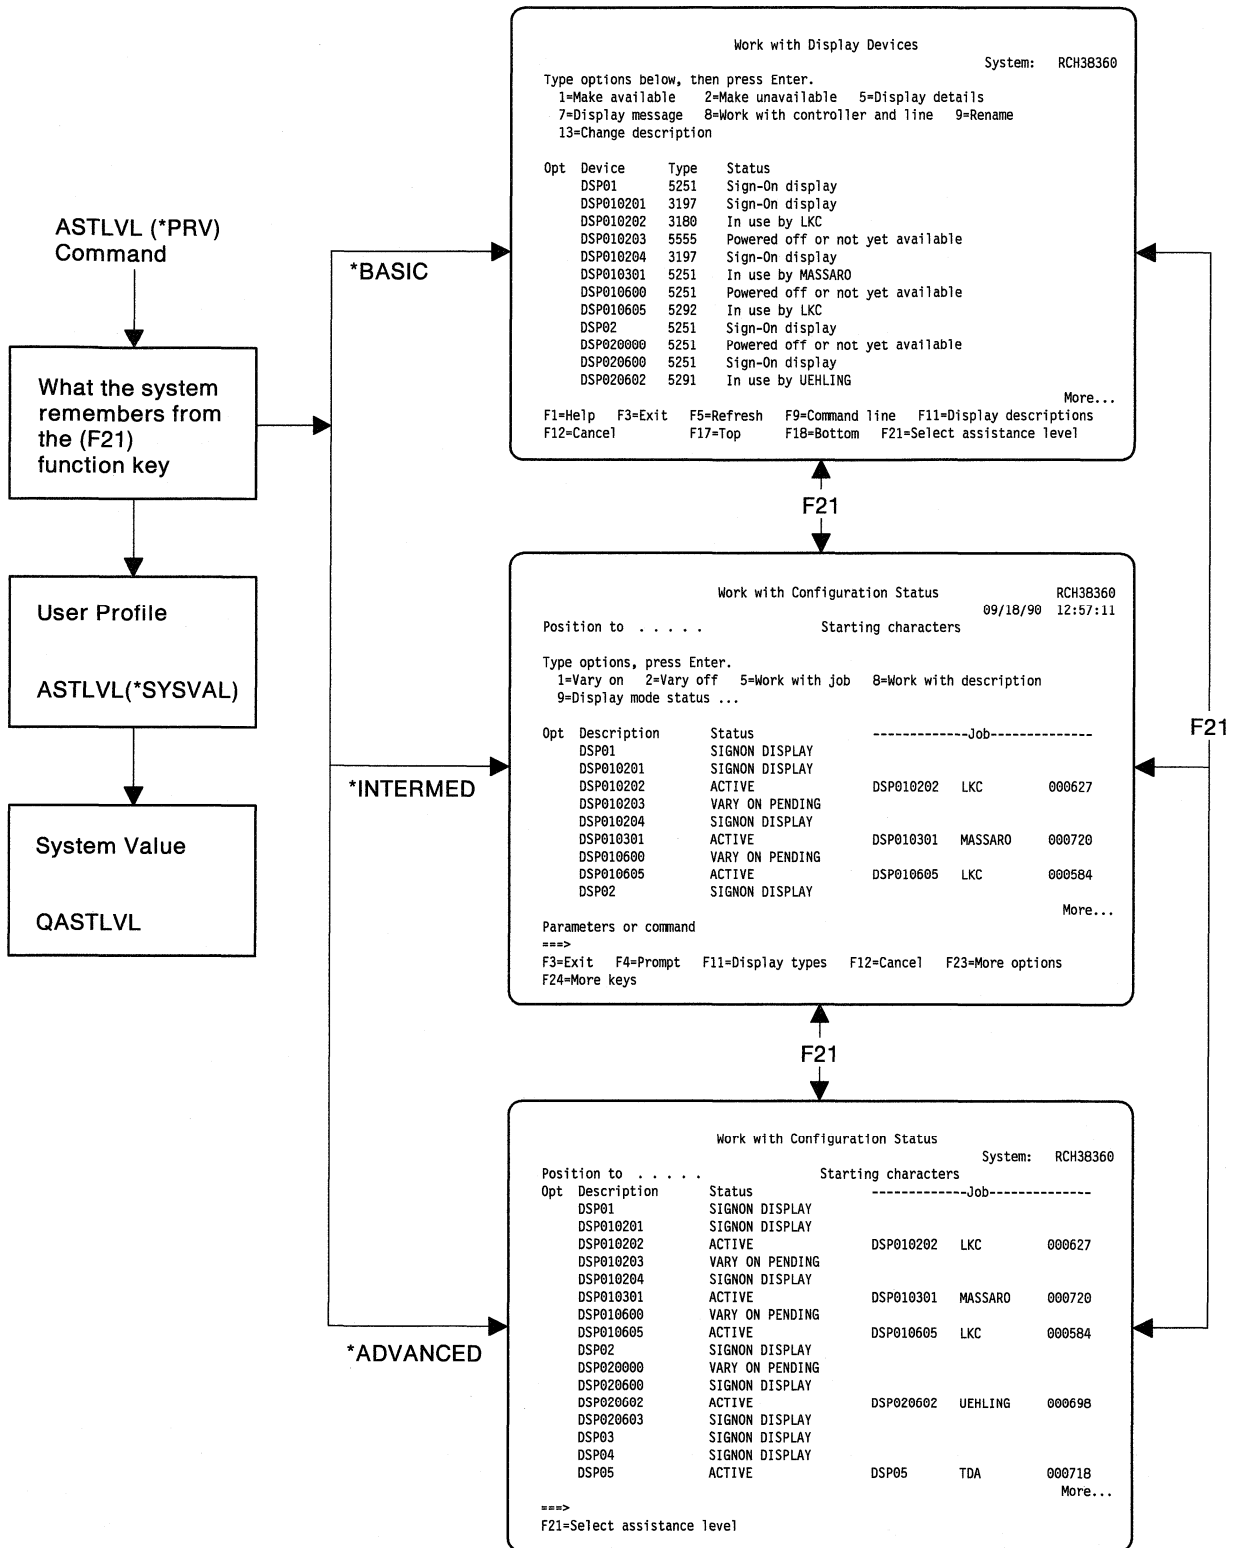 ASTLVL (*PRV)
Command
What the system
remembers from
the (F21)
function key
User Profile
ASTLVL(*SYSVAL)
System Value
QASTLVL
*BASIC
Work with Display Devices
System:   RCH38360
Type options below, then press Enter.
1=Make available   2=Make unavailable   5=Display details
7=Display message   8=Work with controller and line   9=Rename
13=Change description
Opt  Device     Type   Status
DSP01      5251   Sign-On display
DSP010201  3197   Sign-On display
DSP010202  3180   In use by LKC
DSP010203  5555   Powered off or not yet available
DSP010204  3197   Sign-On display
DSP010301  5251   In use by MASSARO
DSP010600  5251   Powered off or not yet available
DSP010605  5292   In use by LKC
DSP02      5251   Sign-On display
DSP020000  5251   Powered off or not yet available
DSP020600  5251   Sign-On display
DSP020602  5291   In use by UEHLING
More...
F1=Help   F3=Exit   F5=Refresh   F9=Command line   F11=Display descriptions
F12=Cancel          F17=Top      F18=Bottom   F21=Select assistance level
F21
*INTERMED
Work with Configuration Status               RCH38360
09/18/90  12:57:11
Position to  . . . . .               Starting characters
Type options, press Enter.
1=Vary on   2=Vary off   5=Work with job   8=Work with description
9=Display mode status ...
Opt  Description      Status               -------------Job--------------
DSP01            SIGNON DISPLAY
DSP010201        SIGNON DISPLAY
DSP010202        ACTIVE               DSP010202   LKC         000627
DSP010203        VARY ON PENDING
DSP010204        SIGNON DISPLAY
DSP010301        ACTIVE               DSP010301   MASSARO     000720
DSP010600        VARY ON PENDING
DSP010605        ACTIVE               DSP010605   LKC         000584
DSP02            SIGNON DISPLAY
More...
Parameters or command
===>
F3=Exit   F4=Prompt   F11=Display types   F12=Cancel   F23=More options
F24=More keys
F21
F21
*ADVANCED
Work with Configuration Status
System:   RCH38360
Position to  . . . . .               Starting characters
Opt  Description      Status               -------------Job--------------
DSP01            SIGNON DISPLAY
DSP010201        SIGNON DISPLAY
DSP010202        ACTIVE               DSP010202   LKC         000627
DSP010203        VARY ON PENDING
DSP010204        SIGNON DISPLAY
DSP010301        ACTIVE               DSP010301   MASSARO     000720
DSP010600        VARY ON PENDING
DSP010605        ACTIVE               DSP010605   LKC         000584
DSP02            SIGNON DISPLAY
DSP020000        VARY ON PENDING
DSP020600        SIGNON DISPLAY
DSP020602        ACTIVE               DSP020602   UEHLING     000698
DSP020603        SIGNON DISPLAY
DSP03            SIGNON DISPLAY
DSP04            SIGNON DISPLAY
DSP05            ACTIVE               DSP05       TDA         000718
More...
===>
F21=Select assistance level